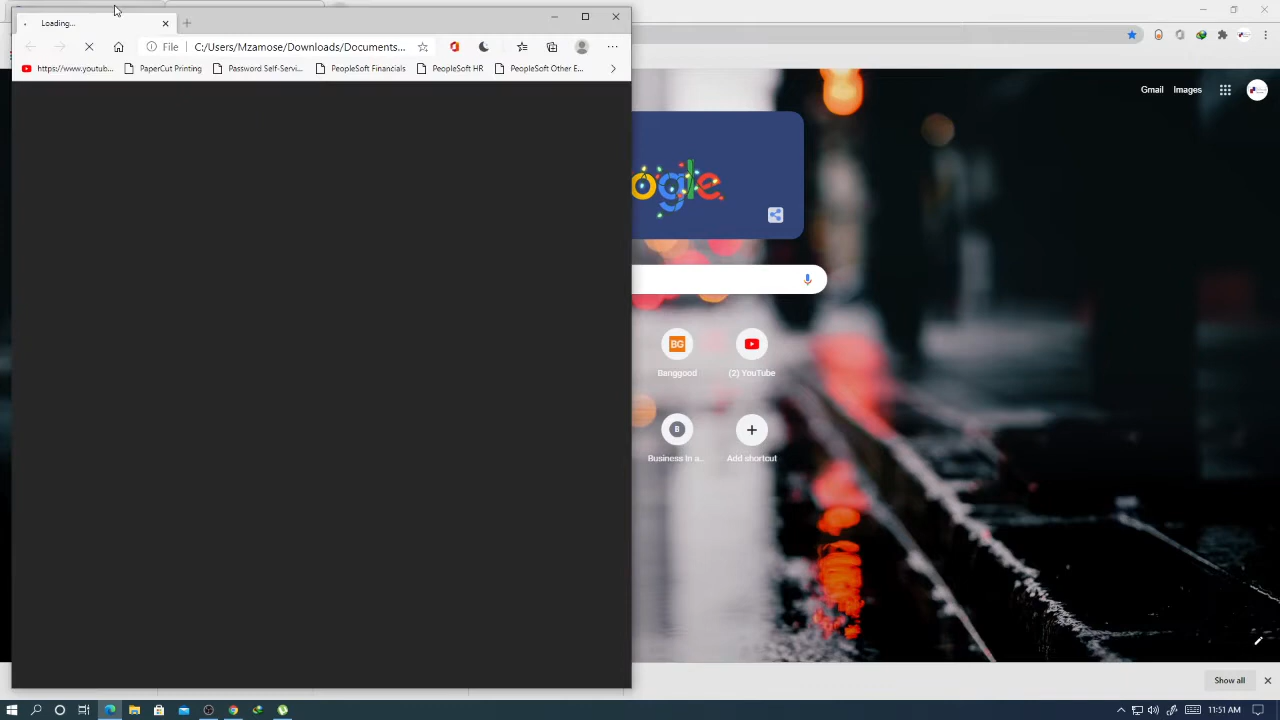 Loading...
File
C:/Users/Mzamose/Downloads/Documents...
https://www.youtub...
PaperCut Printing
Password Self-Servi...
PeopleSoft Financials
PeopleSoft HR
PeopleSoft Other E...
Gmail
Images
ogle
BG
Banggood
(2) YouTube
B
Business In a...
Add shortcut
Show all
11:51 AM